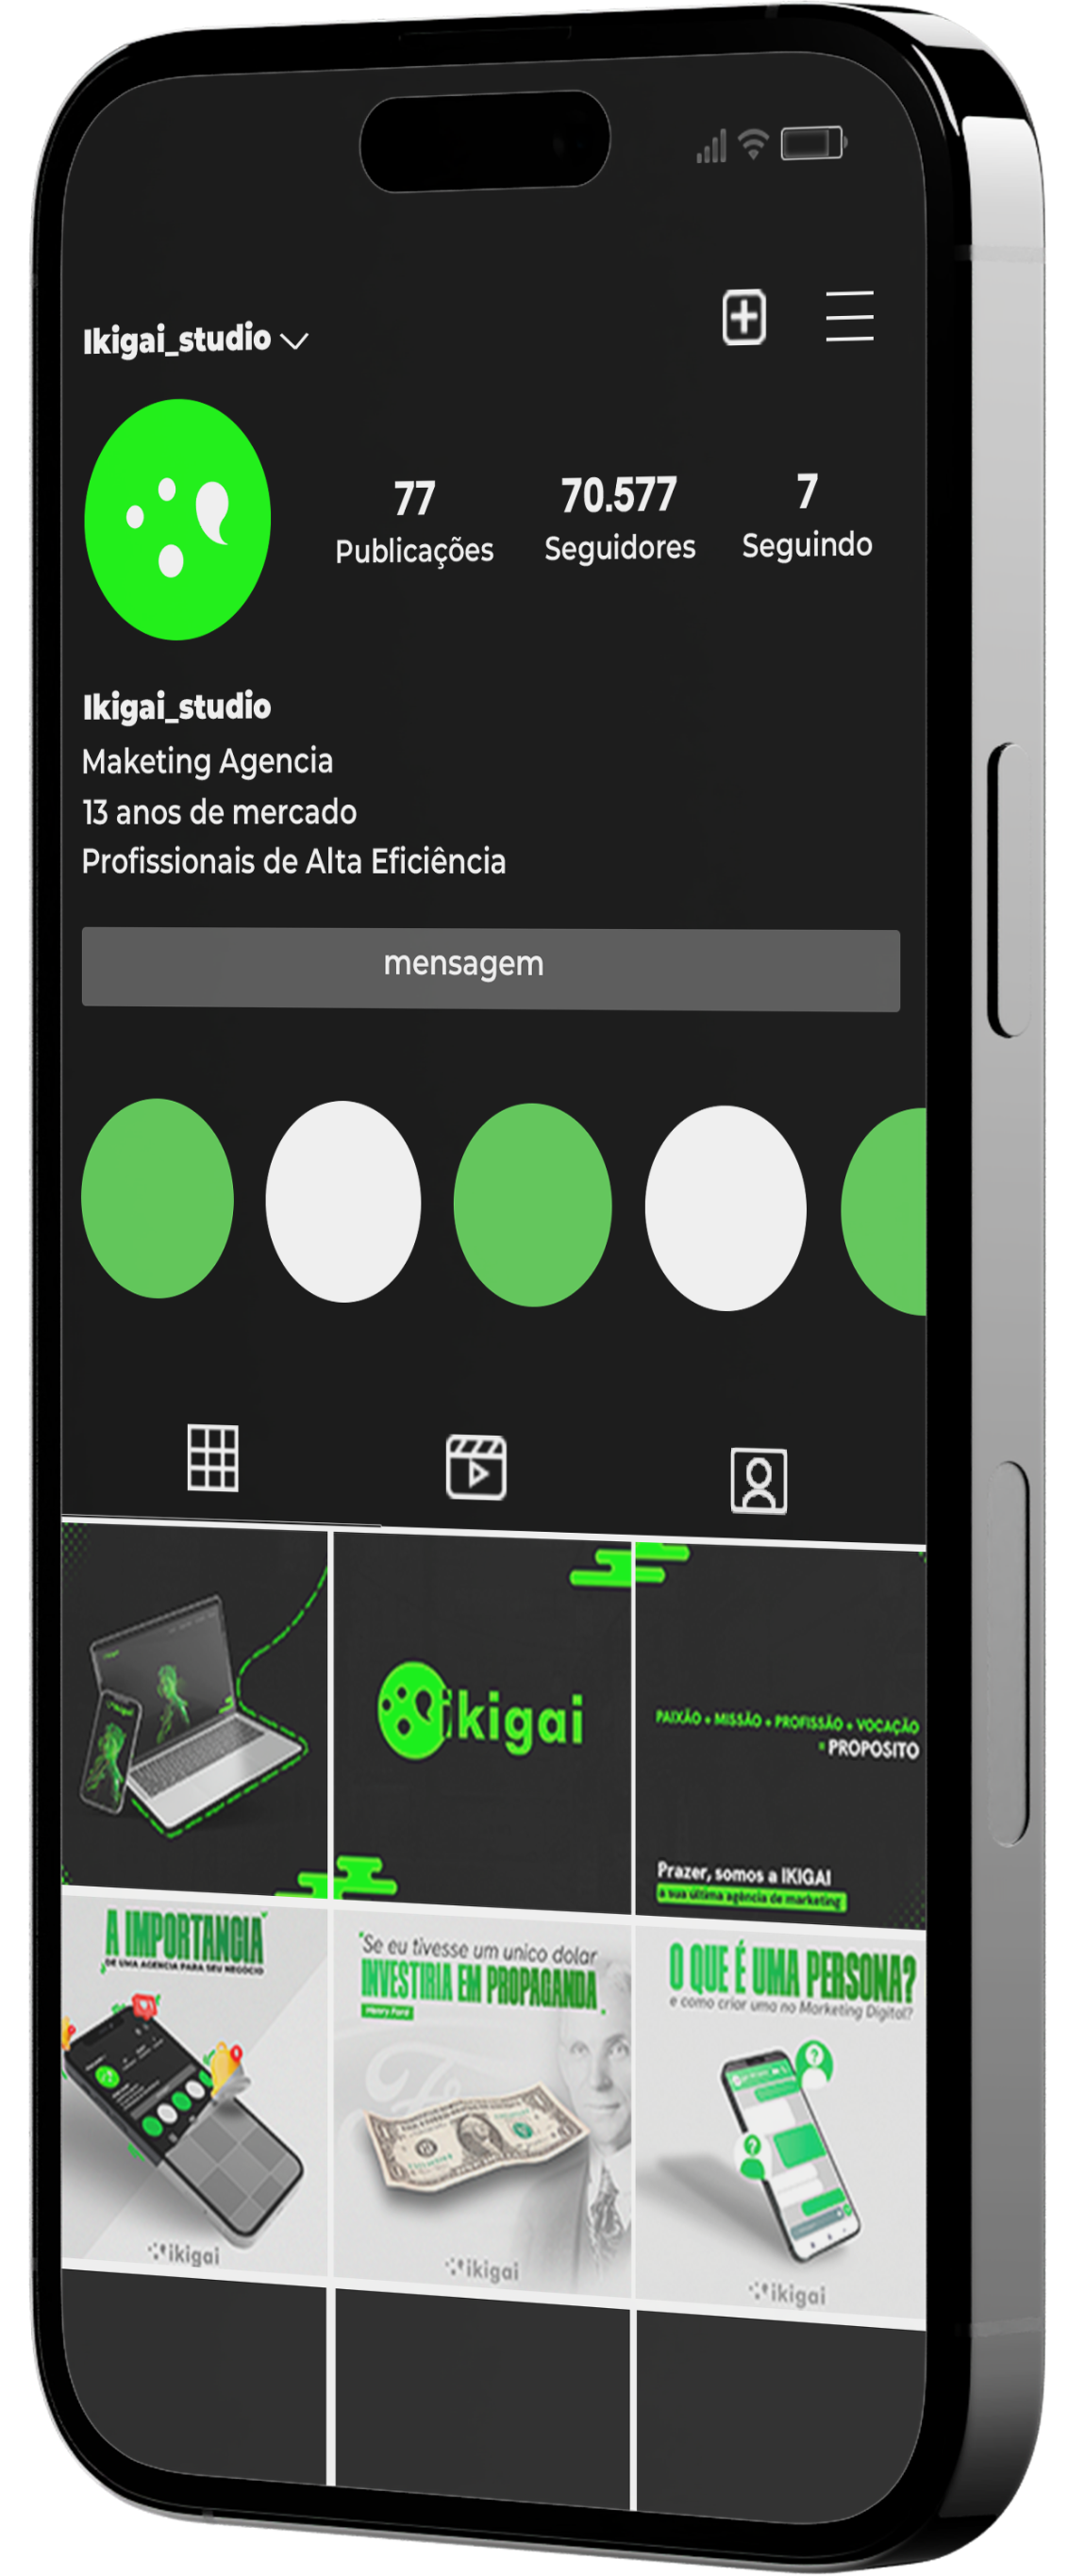 Ikigai_studio
77
70.577
7
Publicações
Seguidores
Seguindo
Ikigai_studio
Maketing Agencia
13 anos de mercado
Profissionais de Alta Eficiência
mensagem
ikigai
PAIXÃO + MISSÃO + PROFISSÃO + VOCAÇÃO
= PROPOSITO
Prazer, somos a IKIGAI
a sua última agência de marketing
A IMPORTANCIA
DE UMA AGENCIA PARA SEU NEGÓCIO
ikigai
"Se eu tivesse um unico dolar
INVESTIRIA EM PROPAGANDA
Henry Ford
ikigai
O QUE É UMA PERSONA?
e como criar uma no Marketing Digital?
ikigai